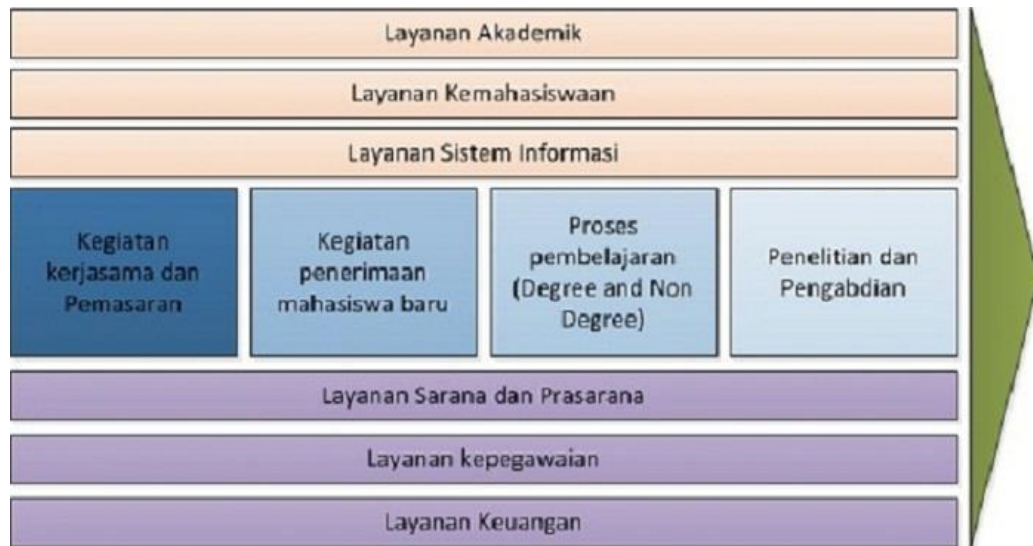 Layanan Akademik
Layanan Kemahasiswaan
Layanan Sistem Informasi
Kegiatan
kerjasama dan
Pemasaran
Kegiatan
penerimaan
mahasiswa baru
Proses
pembelajaran
(Degree and Non
Degree)
Penelitian dan
Pengabdian
Layanan Sarana dan Prasarana
Layanan kepegawaian
Layanan Keuangan